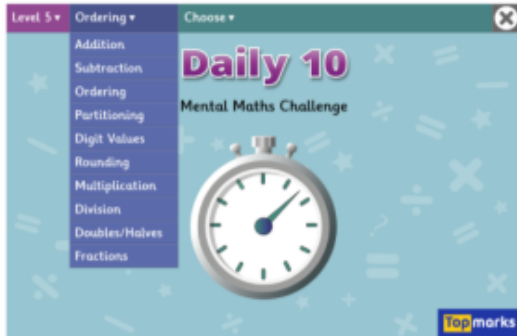 Level 5 ▾ Ordering ▾ Choose ▾
Addition
Subtraction
Ordering
Partitioning
Digit Values
Rounding
Multiplication
Division
Doubles/Halves
Fractions
Daily 10
Mental Maths Challenge
Topmarks